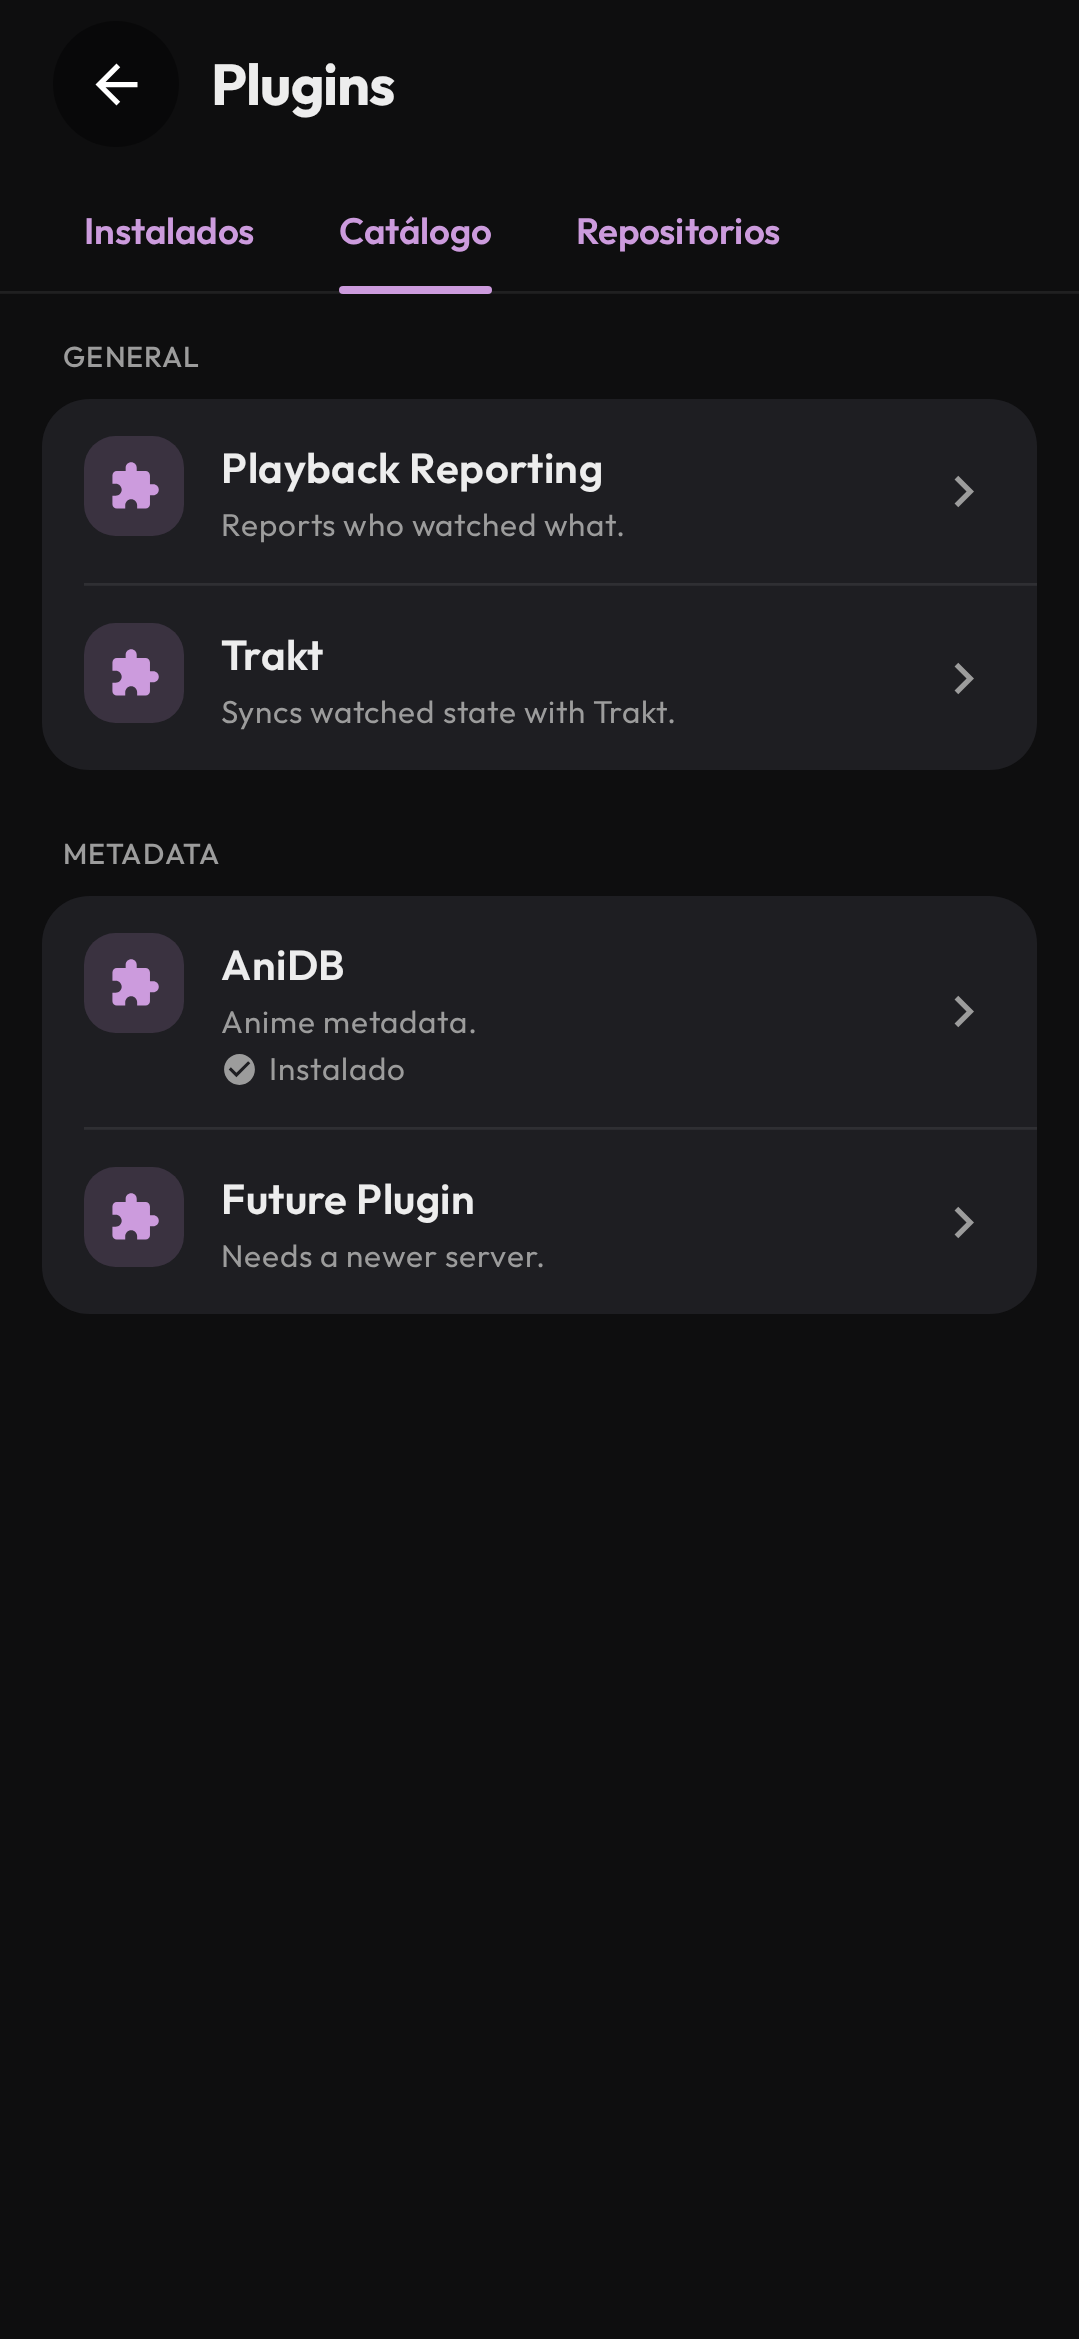 Plugins
Instalados
Catálogo
Repositorios
GENERAL
Playback Reporting
Reports who watched what.
Trakt
Syncs watched state with Trakt.
METADATA
AniDB
Anime metadata.
Instalado
Future Plugin
Needs a newer server.